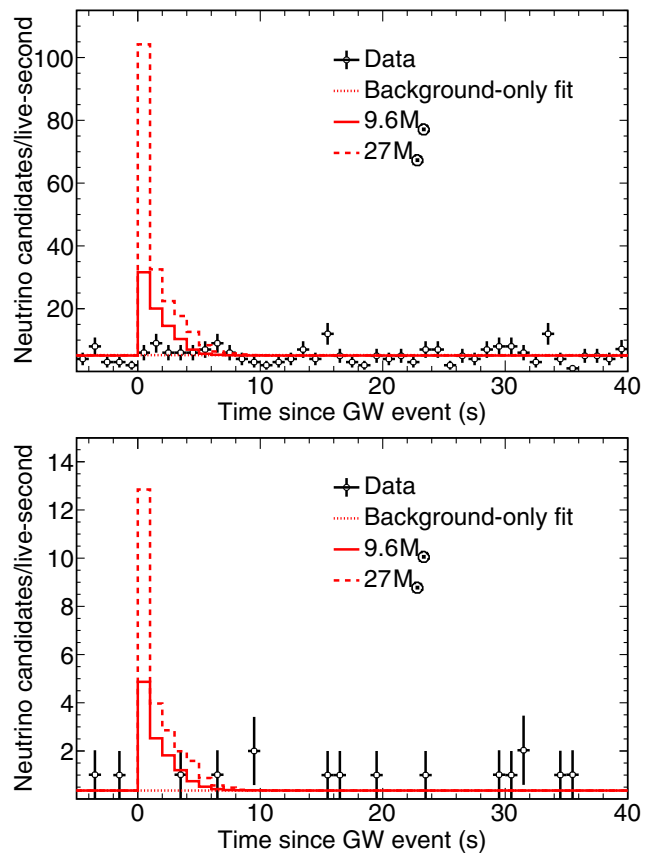 100
80
60
40
20
Neutrino candidates/live-second
Data
Background-only fit
9.6M☉
27M☉
0 10 20 30 40
Time since GW event (s)
14
12
10
8
6
4
2
Neutrino candidates/live-second
Data
Background-only fit
9.6M☉
27M☉
0 10 20 30 40
Time since GW event (s)